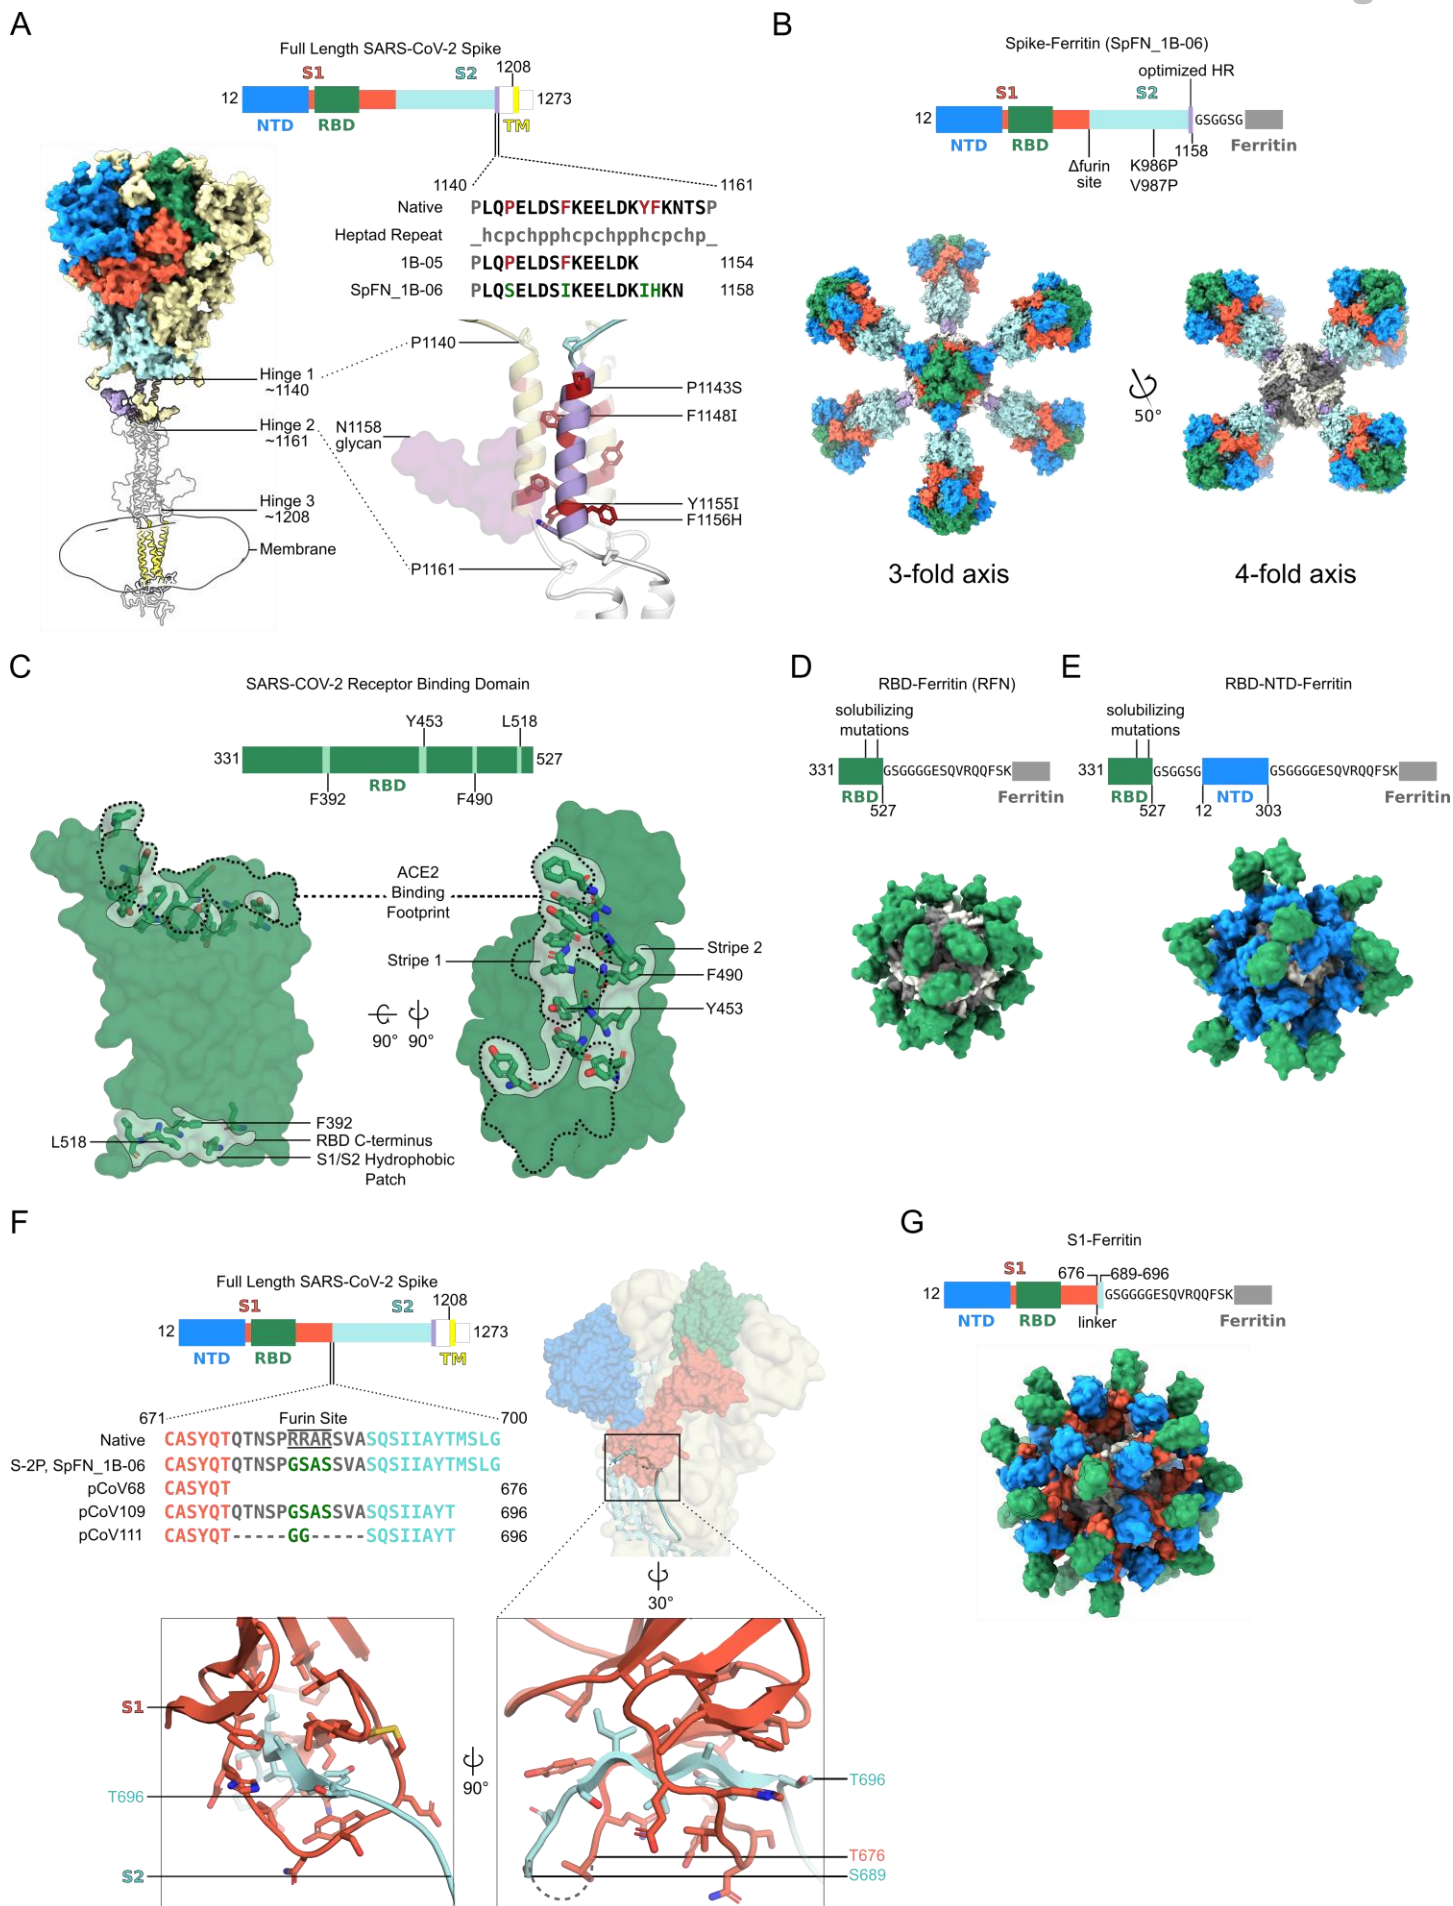 A
Full Length SARS-CoV-2 Spike
S1
S2
1208
12
1273
NTD
RBD
TM
1140
1161
Native
PLQPELDSFKEELDKYFKNTSP
Heptad Repeat
_hcpchpphcpchpphcpchp_
1B-05
PLQPELDSFKEELDK
1154
SpFN_1B-06
PLQSELDSIKEELDKIHKN
1158
P1140
Hinge 1
~1140
P1143S
F1148I
Hinge 2
~1161
N1158
glycan
Hinge 3
~1208
Y1155I
F1156H
Membrane
P1161
B
Spike-Ferritin (SpFN_1B-06)
optimized HR
S1
S2
12
GSGGSG
NTD
RBD
Δfurin
site
K986P
V987P
1158
Ferritin
50°
3-fold axis
4-fold axis
C
SARS-COV-2 Receptor Binding Domain
Y453
L518
331
527
RBD
F392
F490
ACE2
Binding
Footprint
Stripe 1
Stripe 2
F490
Y453
90°
90°
F392
L518
RBD C-terminus
S1/S2 Hydrophobic
Patch
D
RBD-Ferritin (RFN)
solubilizing
mutations
331
GSGGGGESQVRQQFSK
RBD
527
Ferritin
E
RBD-NTD-Ferritin
solubilizing
mutations
331
GSGGSG
GSGGGGESQVRQQFSK
RBD
527
12
NTD
303
Ferritin
F
Full Length SARS-CoV-2 Spike
S1
S2
1208
12
1273
NTD
RBD
TM
671
Furin Site
700
Native
CASYQTQTNSPRRARSVASQSIIAYTMSLG
S-2P, SpFN_1B-06
CASYQTQTNSPGSASSVASQSIIAYTMSLG
pCoV68
CASYQT
676
pCoV109
CASYQTQTNSPGSASSVASQSIIAYT
696
pCoV111
CASYQT-----GG-----SQSIIAYT
696
30°
S1
T696
S2
90°
T696
T676
S689
G
S1-Ferritin
S1
676
689-696
12
GSGGGGESQVRQQFSK
NTD
RBD
linker
Ferritin